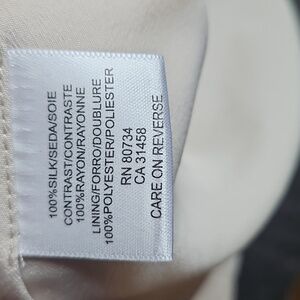 100%SILK/SEDA/SOIE
CONTRAST/CONTRASTE
100%RAYON/RAYONNE
LINING/FORRO/DOUBLURE
100%POLYESTER/POLIESTER
RN 80734
CA 31458
CARE ON REVERSE